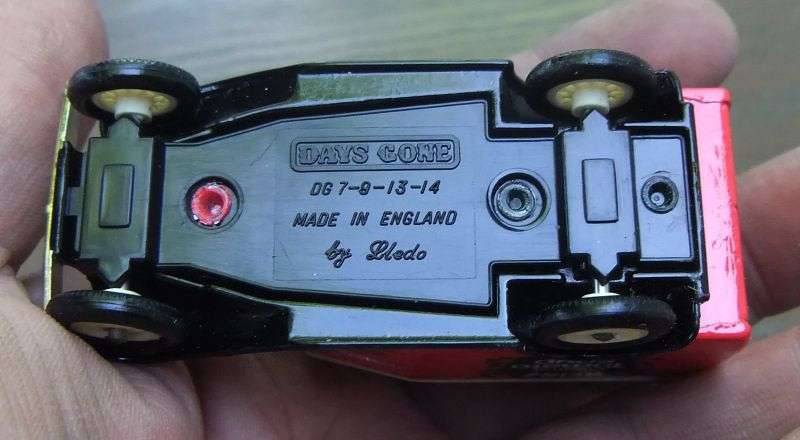 DAYS GONE
DG 7-9-13-14
MADE IN ENGLAND
by Lledo